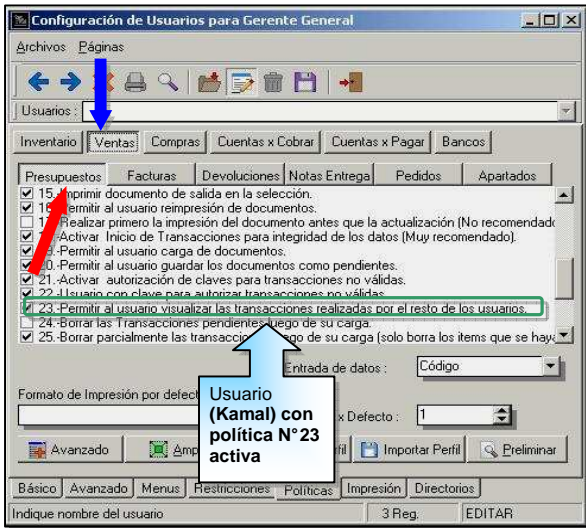 Configuración de Usuarios para Gerente General
Archivos Páginas
Usuarios :
Inventario Ventas Compras Cuentas x Cobrar Cuentas x Pagar Bancos
Presupuestos Facturas Devoluciones Notas Entrega Pedidos Apartados
15.-Imprimir documento de salida en la selección.
Permitir al usuario reimpresión de documentos.
Realizar primero la impresión del documento antes que la actualización (No recomendad
Activar Inicio de Transacciones para integridad de los datos (Muy recomendado).
Permitir al usuario carga de documentos.
20.-Permitir al usuario guardar los documentos como pendientes.
21.-Activar autorización de claves para transacciones no válidas.
22.-Usuario con clave para autorizar transacciones no válidas
23.-Permitir al usuario visualizar las transacciones realizadas por el resto de los usuarios.
24.-Borrar las Transacciones pendientes luego de su carga.
25.-Borrar parcialmente las de su carga (solo borra los items que se haya
Entrada de datos : Código
Formato de Impresión por
x Defecto : 1
Usuario
(Kamal) con
política N°23
activa
Avanzado Importar Perfil Preliminar
Básico Avanzado Menus Restricciones Políticas Impresión Directorios
Indique nombre del usuario 3 Reg. EDITAR